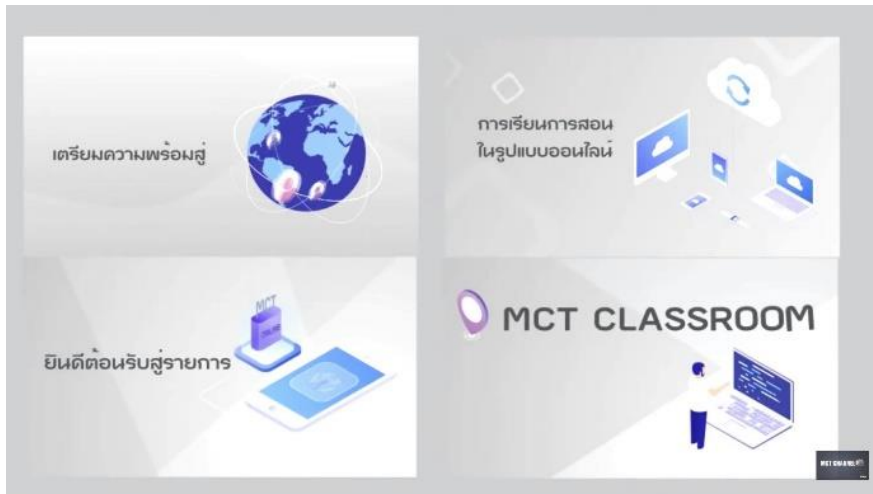 เตรียมความพร้อมสู่
การเรียนการสอน
ในรูปแบบออนไลน์
MCT
ยินดีต้อนรับสู่รายการ
MCT CLASSROOM
MCT CHANNEL